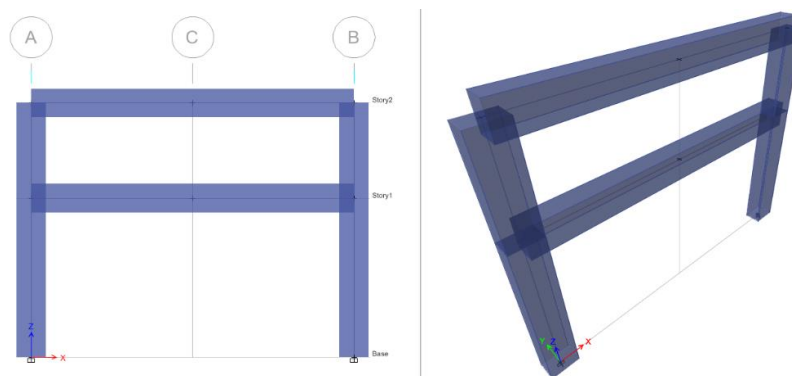 A C B
Story2
Story1
Z
X
Base
Y Z X